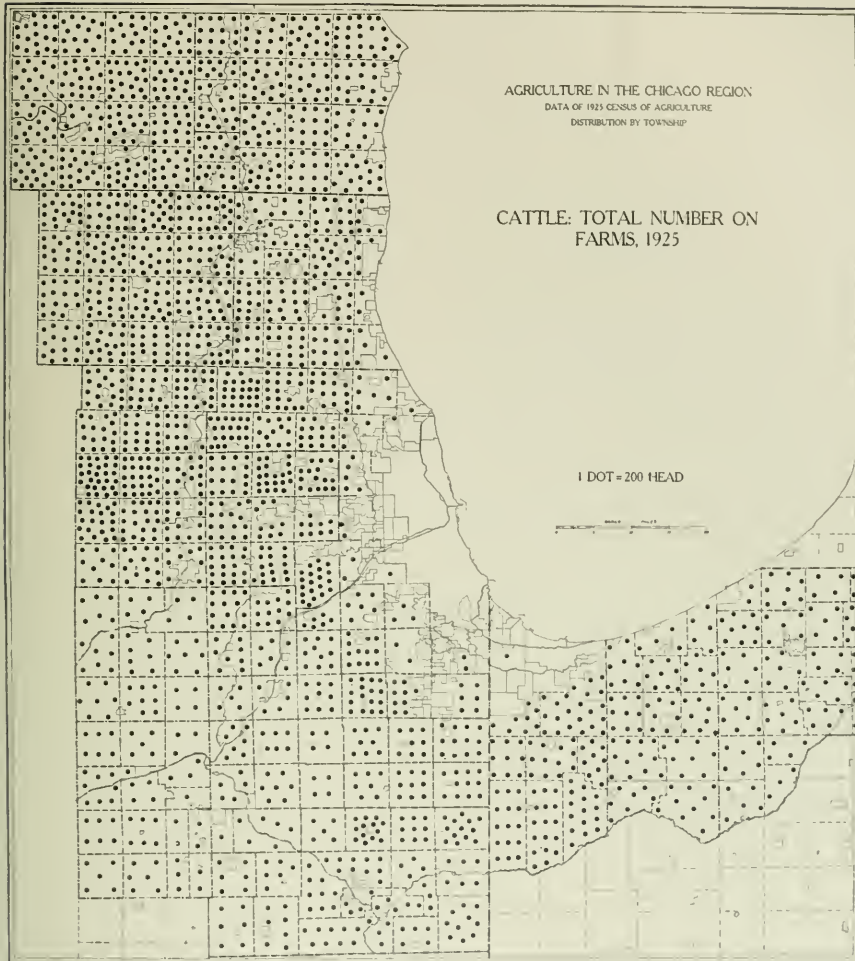 AGRICULTURE IN THE CHICAGO REGION
DATA OF 1925 CENSUS OF AGRICULTURE
DISTRIBUTION BY TOWNSHIP
CATTLE: TOTAL NUMBER ON
FARMS, 1925
1 DOT = 200 HEAD